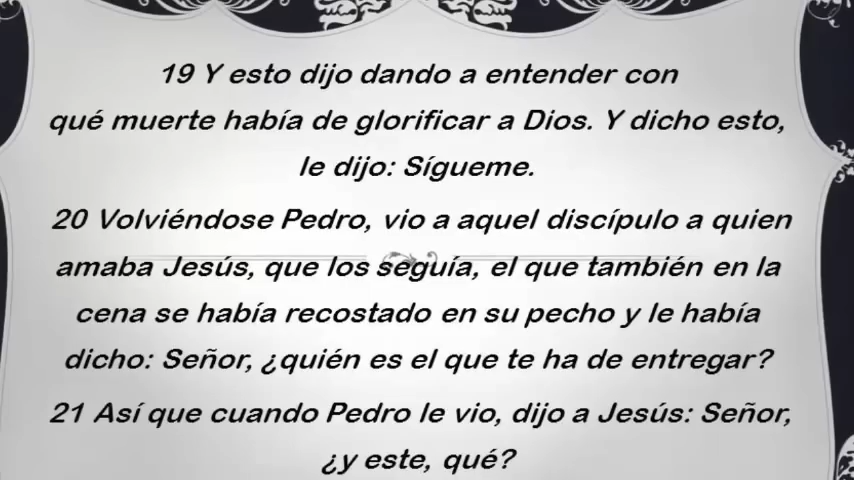 19 Y esto dijo dando a entender con
qué muerte había de glorificar a Dios. Y dicho esto,
le dijo: Sígueme.
20 Volviéndose Pedro, vio a aquel discípulo a quien
amaba Jesús, que los seguía, el que también en la
cena se había recostado en su pecho y le había
dicho: Señor, ¿quién es el que te ha de entregar?
21 Así que cuando Pedro le vio, dijo a Jesús: Señor,
¿y este, qué?